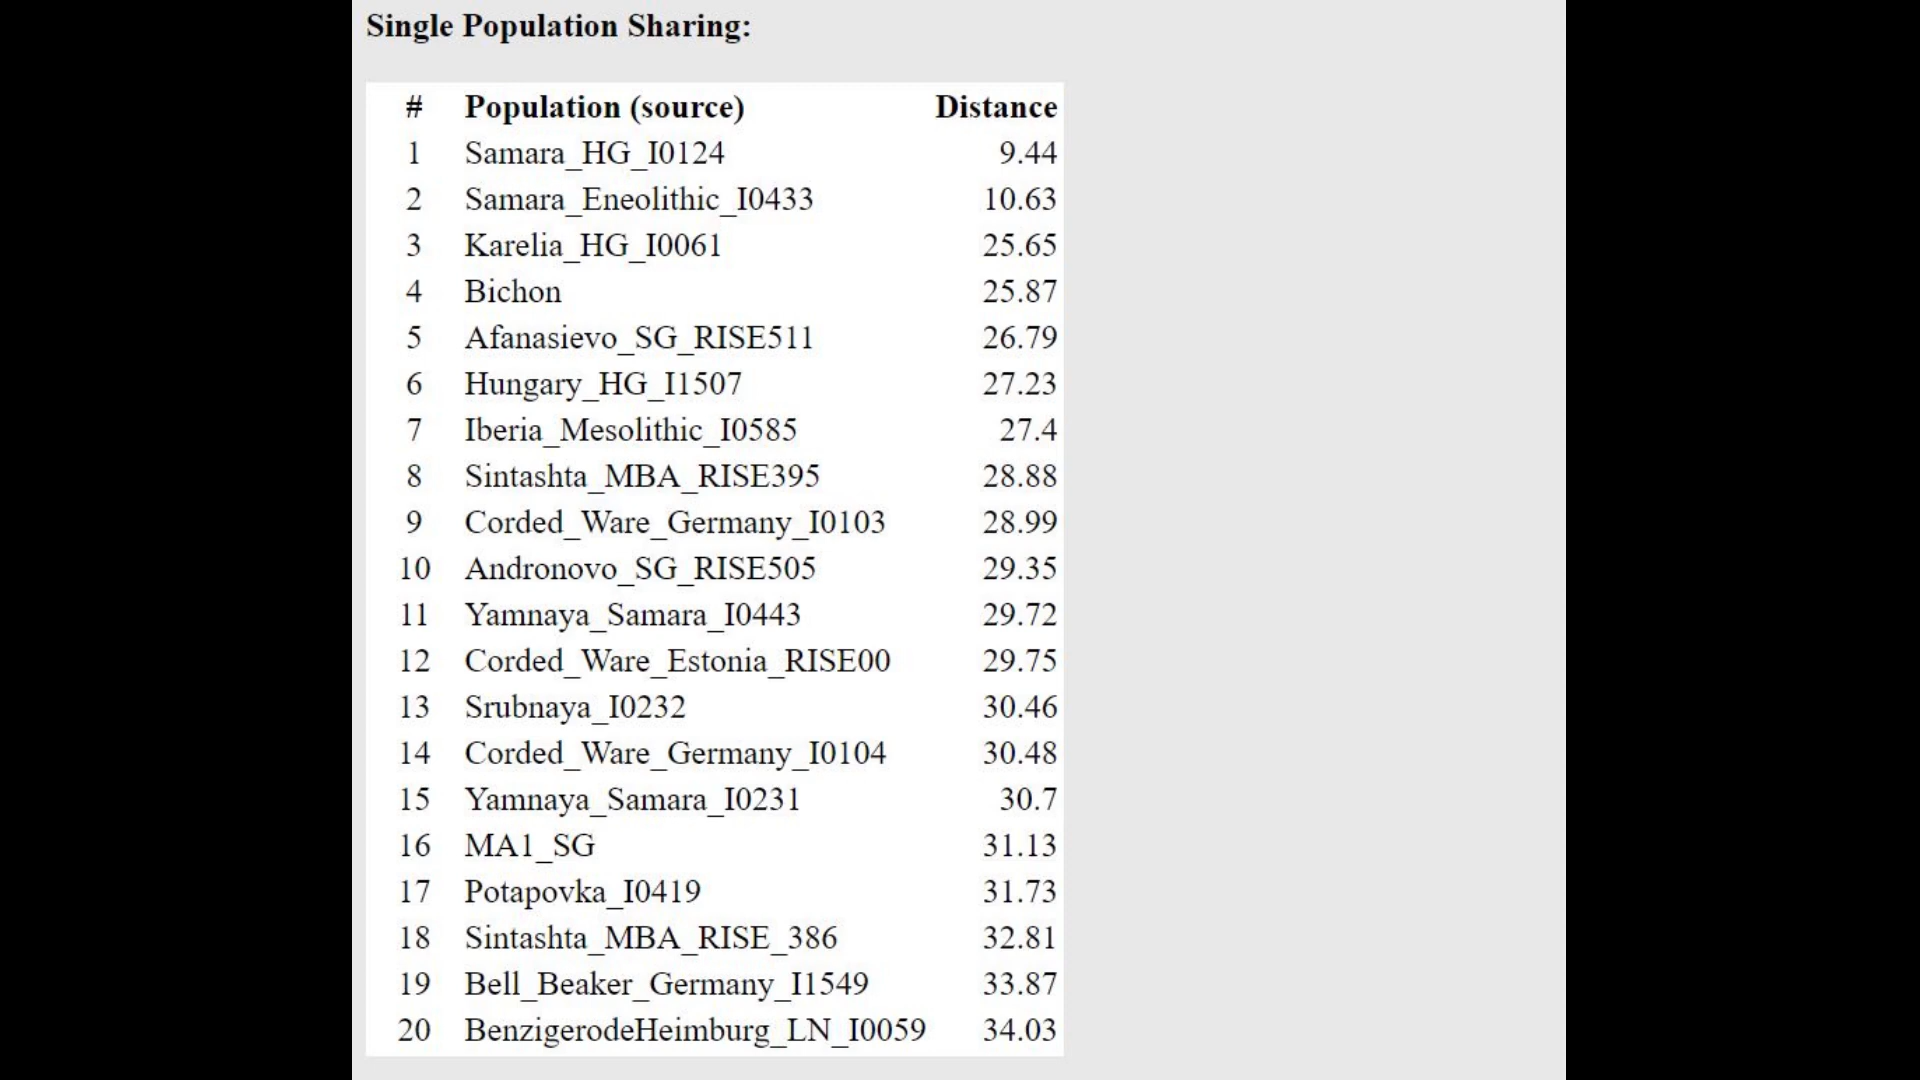 Single Population Sharing:
# Population (source) Distance
1 Samara_HG_I0124 9.44
2 Samara_Eneolithic_I0433 10.63
3 Karelia_HG_I0061 25.65
4 Bichon 25.87
5 Afanasievo_SG_RISE511 26.79
6 Hungary_HG_I1507 27.23
7 Iberia_Mesolithic_I0585 27.4
8 Sintashta_MBA_RISE395 28.88
9 Corded_Ware_Germany_I0103 28.99
10 Andronovo_SG_RISE505 29.35
11 Yamnaya_Samara_I0443 29.72
12 Corded_Ware_Estonia_RISE00 29.75
13 Srubnaya_I0232 30.46
14 Corded_Ware_Germany_I0104 30.48
15 Yamnaya_Samara_I0231 30.7
16 MA1_SG 31.13
17 Potapovka_I0419 31.73
18 Sintashta_MBA_RISE_386 32.81
19 Bell_Beaker_Germany_I1549 33.87
20 BenzigerodeHeimburg_LN_I0059 34.03